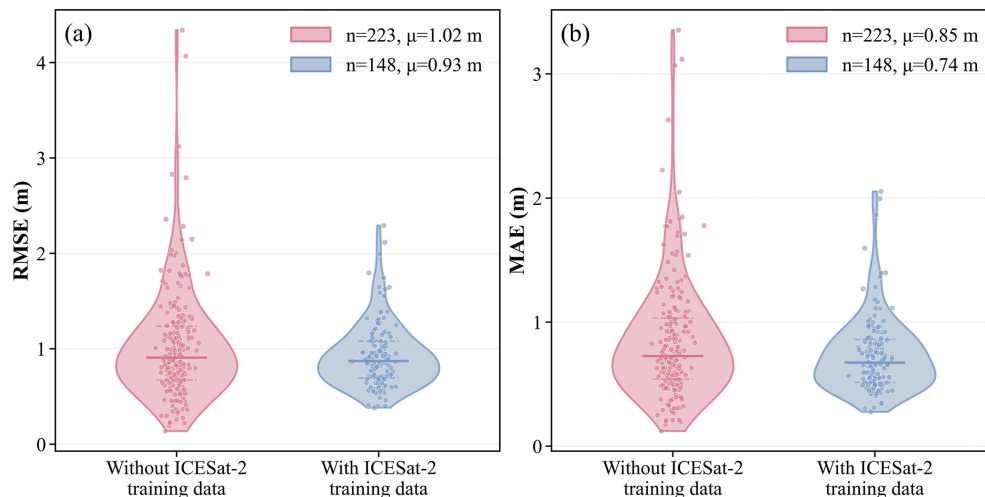 (a)
n=223, μ=1.02 m
n=148, μ=0.93 m
RMSE (m)
4
3
2
1
0
Without ICESat-2
training data
With ICESat-2
training data
(b)
n=223, μ=0.85 m
n=148, μ=0.74 m
MAE (m)
3
2
1
0
Without ICESat-2
training data
With ICESat-2
training data